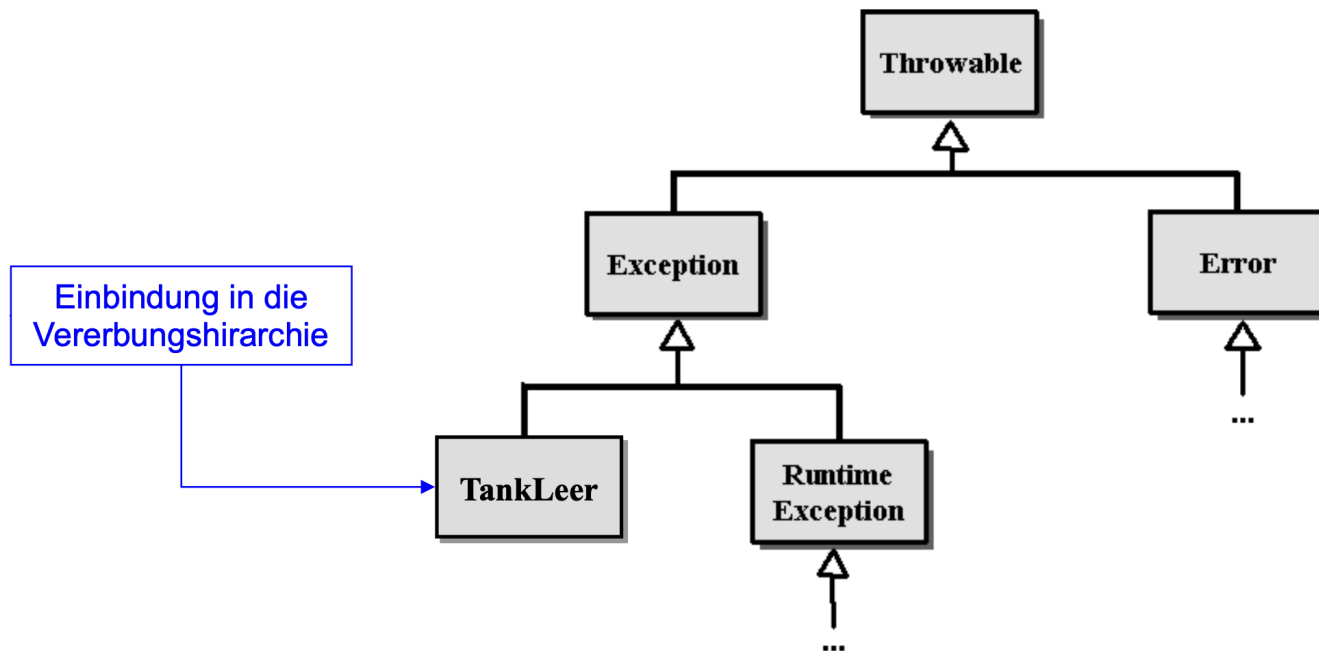 Throwable
Exception
Error
Einbindung in die
Vererbungshirarchie
...
TankLeer
Runtime
Exception
...